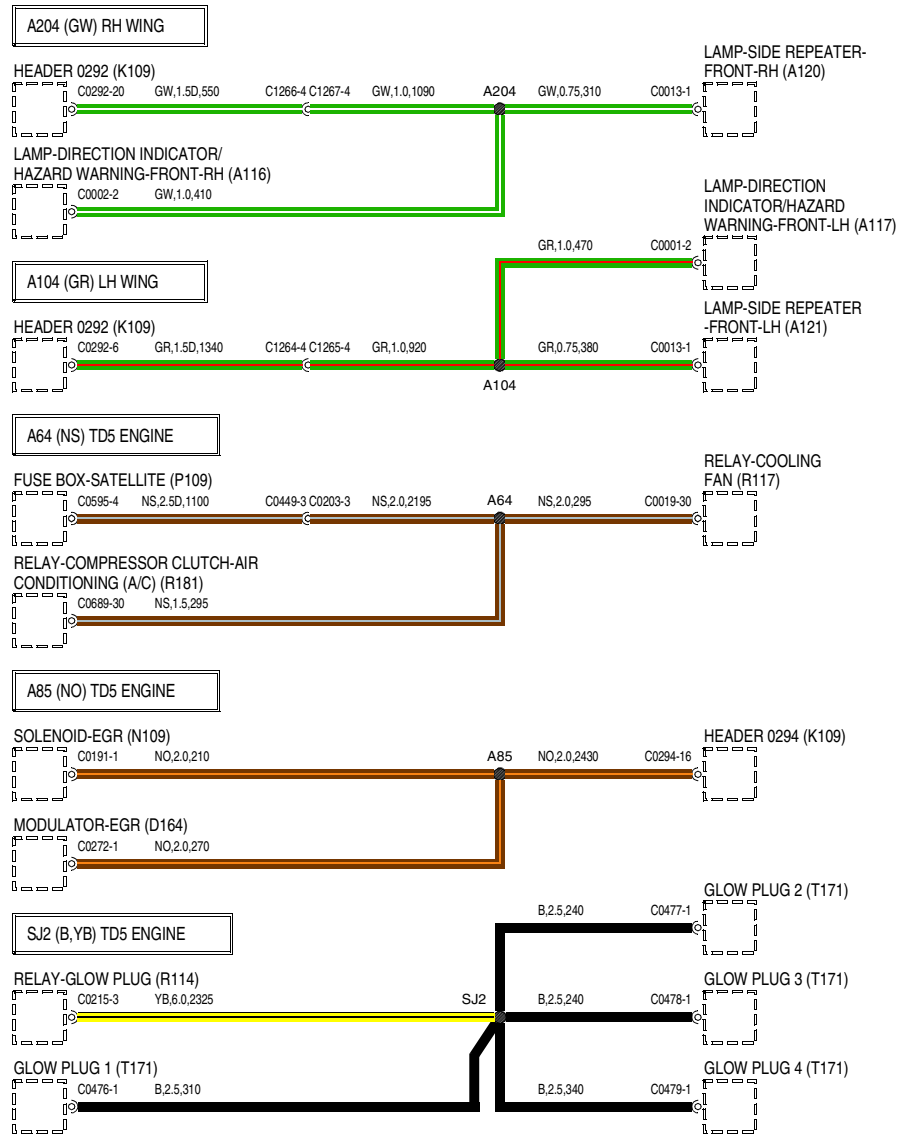 A204 (GW) RH WING
HEADER 0292 (K109)
LAMP-SIDE REPEATER-
FRONT-RH (A120)
C0292-20 GW,1.5D,550 C1266-4 C1267-4 GW,1.0,1090 A204 GW,0.75,310 C0013-1
LAMP-DIRECTION INDICATOR/
HAZARD WARNING-FRONT-RH (A116)
C0002-2 GW,1.0,410
LAMP-DIRECTION
INDICATOR/HAZARD
WARNING-FRONT-LH (A117)
GR,1.0,470 C0001-2
A104 (GR) LH WING
HEADER 0292 (K109)
LAMP-SIDE REPEATER
-FRONT-LH (A121)
C0292-6 GR,1.5D,1340 C1264-4 C1265-4 GR,1.0,920 GR,0.75,380 C0013-1
A104
A64 (NS) TD5 ENGINE
FUSE BOX-SATELLITE (P109)
RELAY-COOLING
FAN (R117)
C0595-4 NS,2.5D,1100 C0449-3 C0203-3 NS,2.0,2195 A64 NS,2.0,295 C0019-30
RELAY-COMPRESSOR CLUTCH-AIR
CONDITIONING (A/C) (R181)
C0689-30 NS,1.5,295
A85 (NO) TD5 ENGINE
SOLENOID-EGR (N109)
HEADER 0294 (K109)
C0191-1 NO,2.0,210 A85 NO,2.0,2430 C0294-16
MODULATOR-EGR (D164)
C0272-1 NO,2.0,270
GLOW PLUG 2 (T171)
B,2.5,240 C0477-1
SJ2 (B,YB) TD5 ENGINE
RELAY-GLOW PLUG (R114)
GLOW PLUG 3 (T171)
C0215-3 YB,6.0,2325 SJ2 B,2.5,240 C0478-1
GLOW PLUG 1 (T171)
GLOW PLUG 4 (T171)
C0476-1 B,2.5,310 B,2.5,340 C0479-1